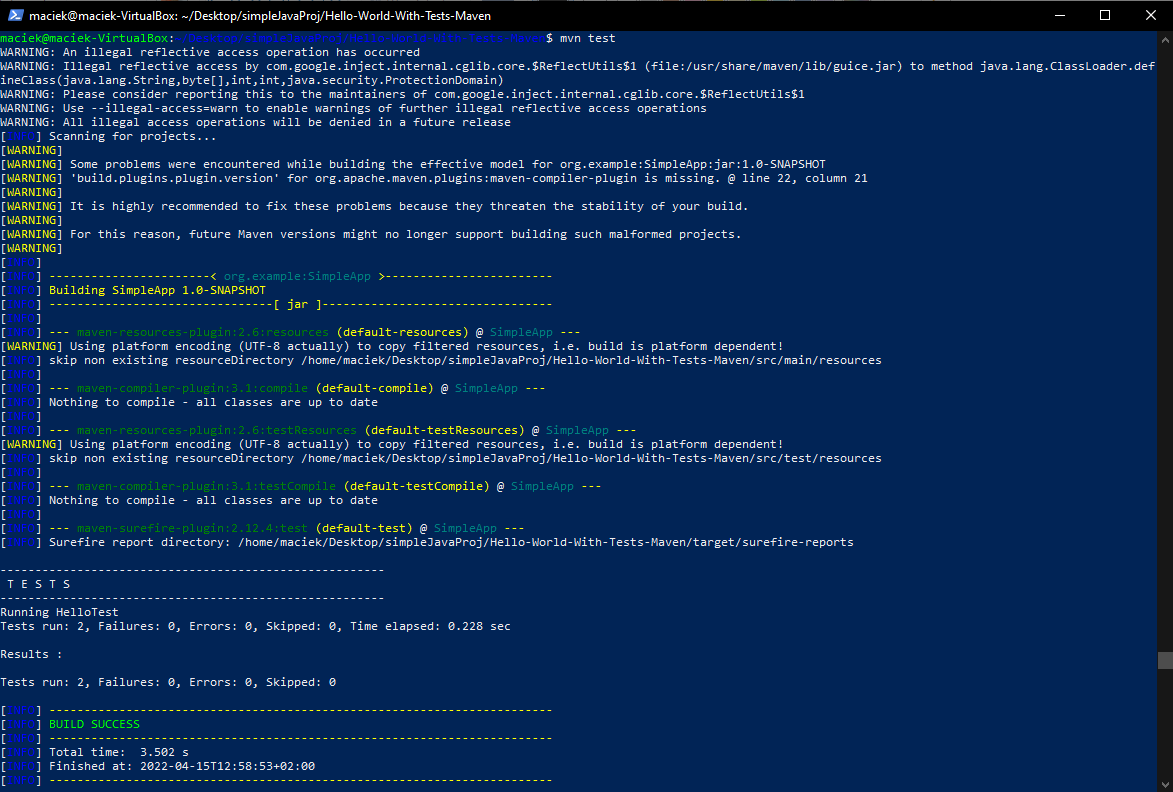 maciek@maciek-VirtualBox: ~/Desktop/simpleJavaProj/Hello-World-With-Tests-Maven
maciek@maciek-VirtualBox:~/Desktop/simpleJavaProj/Hello-World-With-Tests-Maven$ mvn test
WARNING: An illegal reflective access operation has occurred
WARNING: Illegal reflective access by com.google.inject.internal.cglib.core.$ReflectUtils$1 (file:/usr/share/maven/lib/guice.jar) to method java.lang.ClassLoader.def
ineClass(java.lang.String,byte[],int,int,java.security.ProtectionDomain)
WARNING: Please consider reporting this to the maintainers of com.google.inject.internal.cglib.core.$ReflectUtils$1
WARNING: Use --illegal-access=warn to enable warnings of further illegal reflective access operations
WARNING: All illegal access operations will be denied in a future release
[INFO] Scanning for projects...
[WARNING]
[WARNING] Some problems were encountered while building the effective model for org.example:SimpleApp:jar:1.0-SNAPSHOT
[WARNING] 'build.plugins.plugin.version' for org.apache.maven.plugins:maven-compiler-plugin is missing. @ line 22, column 21
[WARNING]
[WARNING] It is highly recommended to fix these problems because they threaten the stability of your build.
[WARNING]
[WARNING] For this reason, future Maven versions might no longer support building such malformed projects.
[WARNING]
[INFO]
[INFO] -----------------------< org.example:SimpleApp >------------------------
[INFO] Building SimpleApp 1.0-SNAPSHOT
[INFO] --------------------------------[ jar ]---------------------------------
[INFO]
[INFO] --- maven-resources-plugin:2.6:resources (default-resources) @ SimpleApp ---
[WARNING] Using platform encoding (UTF-8 actually) to copy filtered resources, i.e. build is platform dependent!
[INFO] skip non existing resourceDirectory /home/maciek/Desktop/simpleJavaProj/Hello-World-With-Tests-Maven/src/main/resources
[INFO]
[INFO] --- maven-compiler-plugin:3.1:compile (default-compile) @ SimpleApp ---
[INFO] Nothing to compile - all classes are up to date
[INFO]
[INFO] --- maven-resources-plugin:2.6:testResources (default-testResources) @ SimpleApp ---
[WARNING] Using platform encoding (UTF-8 actually) to copy filtered resources, i.e. build is platform dependent!
[INFO] skip non existing resourceDirectory /home/maciek/Desktop/simpleJavaProj/Hello-World-With-Tests-Maven/src/test/resources
[INFO]
[INFO] --- maven-compiler-plugin:3.1:testCompile (default-testCompile) @ SimpleApp ---
[INFO] Nothing to compile - all classes are up to date
[INFO]
[INFO] --- maven-surefire-plugin:2.12.4:test (default-test) @ SimpleApp ---
[INFO] Surefire report directory: /home/maciek/Desktop/simpleJavaProj/Hello-World-With-Tests-Maven/target/surefire-reports
-------------------------------------------------------
T E S T S
-------------------------------------------------------
Running HelloTest
Tests run: 2, Failures: 0, Errors: 0, Skipped: 0, Time elapsed: 0.228 sec
Results :
Tests run: 2, Failures: 0, Errors: 0, Skipped: 0
[INFO] ------------------------------------------------------------------------
[INFO] BUILD SUCCESS
[INFO] ------------------------------------------------------------------------
[INFO] Total time:  3.502 s
[INFO] Finished at: 2022-04-15T12:58:53+02:00
[INFO] ------------------------------------------------------------------------